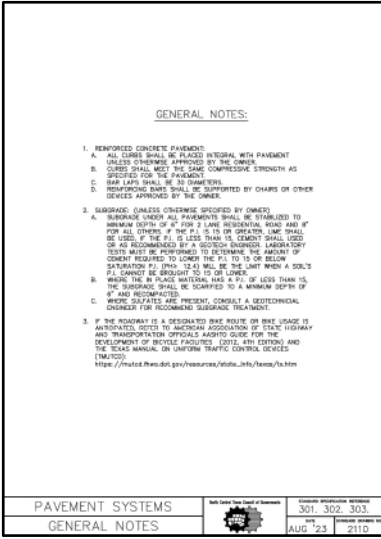 GENERAL NOTES:
1. REINFORCED CONCRETE PAVEMENT:
A. ALL CURBS SHALL BE PLACED INTEGRAL WITH PAVEMENT
UNLESS OTHERWISE APPROVED BY THE OWNER.
B. CURBS SHALL MEET THE SAME COMPRESSIVE STRENGTH AS
SPECIFIED FOR THE PAVEMENT.
C. BAR LAPS SHALL BE 30 DIAMETERS.
D. REINFORCING BARS SHALL BE SUPPORTED BY CHAIRS OR OTHER
DEVICES APPROVED BY THE OWNER.
2. SUBGRADE: (UNLESS OTHERWISE SPECIFIED BY OWNER)
A. SUBGRADE UNDER ALL PAVEMENTS SHALL BE STABILIZED TO
MINIMUM DEPTH OF 6" FOR 2 LANE RESIDENTIAL ROAD AND 8"
FOR ALL OTHERS. IF THE P.I. IS 15 OR GREATER, LIME SHALL
BE USED, IF THE P.I. IS LESS THAN 15, CEMENT SHALL USED
OR AS RECOMMENDED BY A GEOTECH ENGINEER. LABORATORY
TESTS MUST BE PERFORMED TO DETERMINE THE AMOUNT OF
CEMENT REQUIRED TO LOWER THE P.I. TO 15 OR BELOW
SATURATION P.I. (PH> 12.4) WILL BE THE LIMIT WHEN A SOIL'S
P.I. CANNOT BE BROUGHT TO 15 OR LOWER.
B. WHERE THE IN PLACE MATERIAL HAS A P.I. OF LESS THAN 15,
THE SUBGRADE SHALL BE SCARIFIED TO A MINIMUM DEPTH OF
6" AND RECOMPACTED.
C. WHERE SULFATES ARE PRESENT, CONSULT A GEOTECHNICIAL
ENGINEER FOR RECOMMEND SUBGRADE TREATMENT.
3. IF THE ROADWAY IS A DESIGNATED BIKE ROUTE OR BIKE USAGE IS
ANTICIPATED, REFER TO AMERICAN ASSOCIATION OF STATE HIGHWAY
AND TRANSPORTATION OFFICIALS AASHTO GUIDE FOR THE
DEVELOPMENT OF BICYCLE FACILITIES (2012, 4TH EDITION) AND
THE TEXAS MANUAL ON UNIFORM TRAFFIC CONTROL DEVICES
(TMUTCD):
https://mutcd.fhwa.dot.gov/resources/state_info/texas/tx.htm
PAVEMENT SYSTEMS
GENERAL NOTES
North Central Texas Council of Governments
STANDARD SPECIFICATION REFERENCE
301. 302. 303.
DATE
AUG '23
STANDARD DRAWING NO.
2110